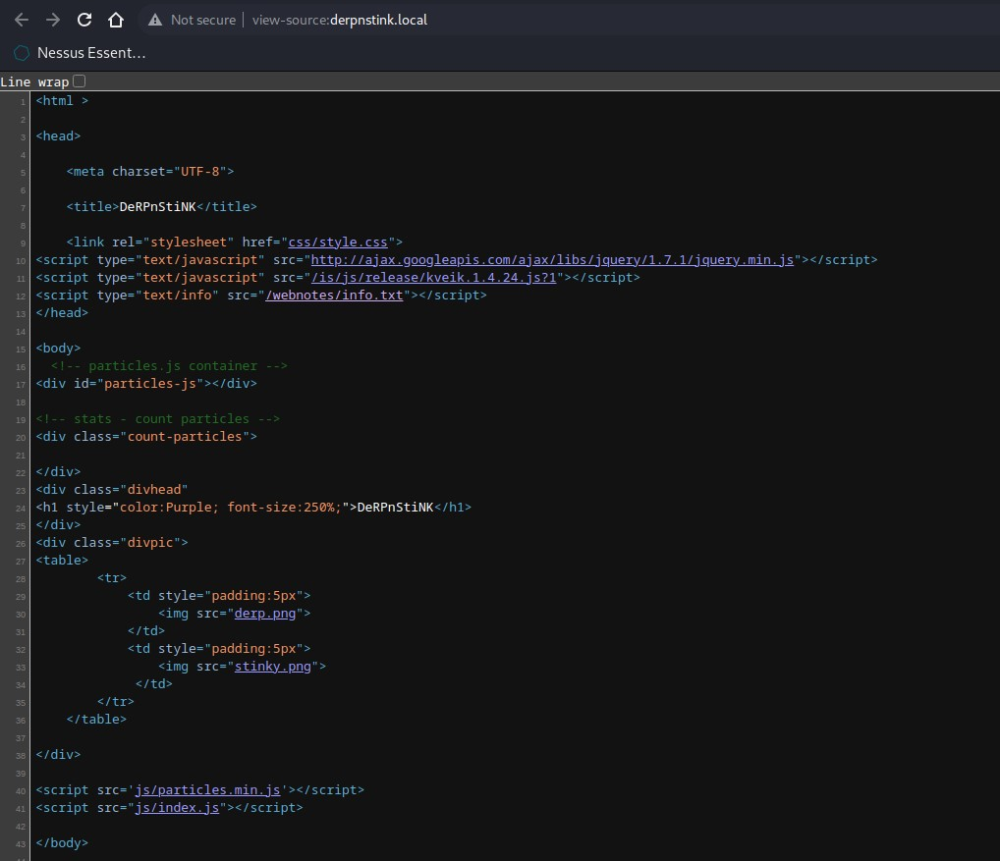 Not secure | view-source:derpnstink.local
Nessus Essent...
Line wrap
1 <html >
2
3 <head>
4
5     <meta charset="UTF-8">
6
7     <title>DeRPnStiNK</title>
8
9     <link rel="stylesheet" href="css/style.css">
10 <script type="text/javascript" src="http://ajax.googleapis.com/ajax/libs/jquery/1.7.1/jquery.min.js"></script>
11 <script type="text/javascript" src="/is/js/release/kveik.1.4.24.js?1"></script>
12 <script type="text/info" src="/webnotes/info.txt"></script>
13 </head>
14
15 <body>
16   <!-- particles.js container -->
17 <div id="particles-js"></div>
18
19 <!-- stats - count particles -->
20 <div class="count-particles">
21
22 </div>
23 <div class="divhead"
24 <h1 style="color:Purple; font-size:250%;">DeRPnStiNK</h1>
25 </div>
26 <div class="divpic">
27 <table>
28         <tr>
29             <td style="padding:5px">
30                 <img src="derp.png">
31             </td>
32             <td style="padding:5px">
33                 <img src="stinky.png">
34              </td>
35         </tr>
36     </table>
37
38 </div>
39
40 <script src='js/particles.min.js'></script>
41 <script src="js/index.js"></script>
42
43 </body>